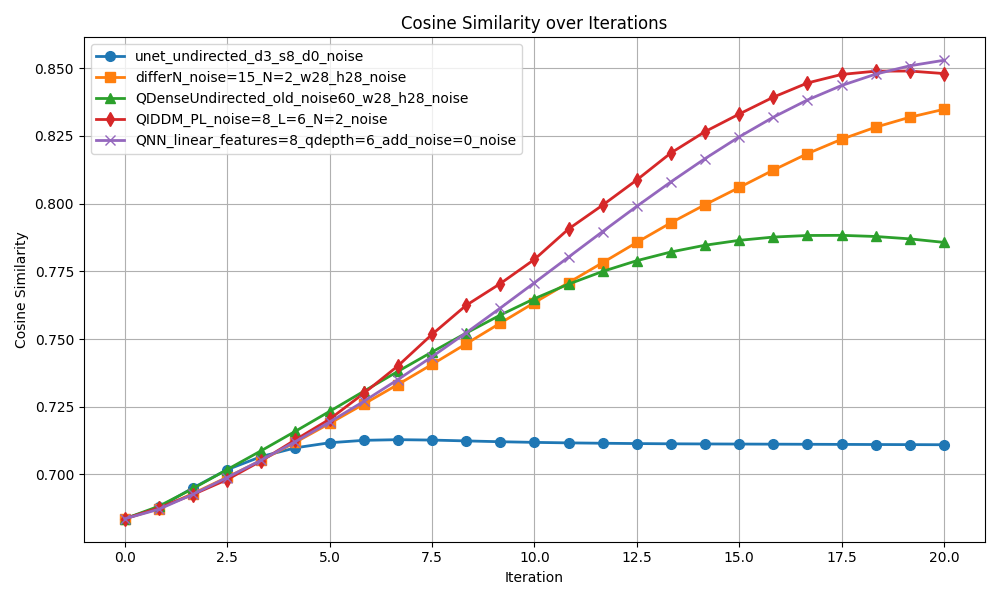 Cosine Similarity over Iterations
unet_undirected_d3_s8_d0_noise
differN_noise=15_N=2_w28_h28_noise
QDenseUndirected_old_noise60_w28_h28_noise
QIDDM_PL_noise=8_L=6_N=2_noise
QNN_linear_features=8_qdepth=6_add_noise=0_noise
Cosine Similarity
0.850
0.825
0.800
0.775
0.750
0.725
0.700
0.0 2.5 5.0 7.5 10.0 12.5 15.0 17.5 20.0
Iteration